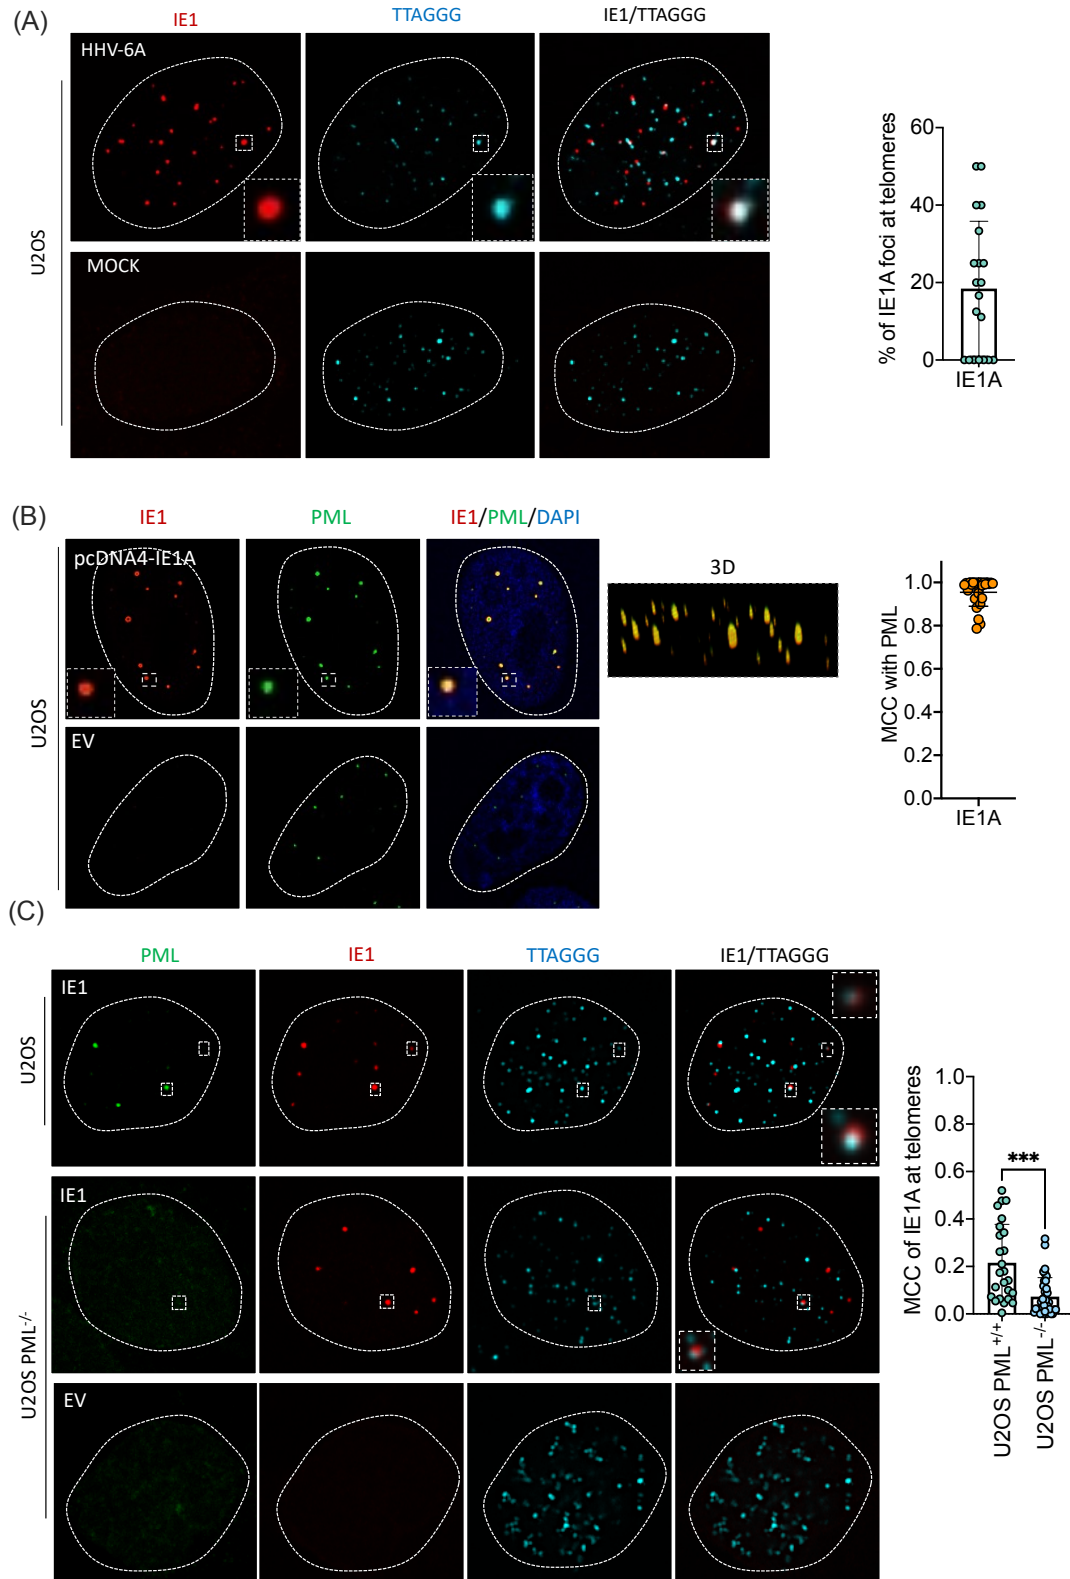 (A)
IE1
TTAGGG
IE1/TTAGGG
HHV-6A
MOCK
U2OS
% of IE1A foci at telomeres
60
40
20
0
IE1A
(B)
IE1
PML
IE1/PML/DAPI
pcDNA4-IE1A
EV
U2OS
3D
MCC with PML
1.0
0.8
0.6
0.4
0.2
0.0
IE1A
(C)
PML
IE1
TTAGGG
IE1/TTAGGG
IE1
U2OS
IE1
EV
U2OS PML-/-
MCC of IE1A at telomeres
1.0
0.8
0.6
0.4
0.2
0.0
***
U2OS PML+/+
U2OS PML-/-